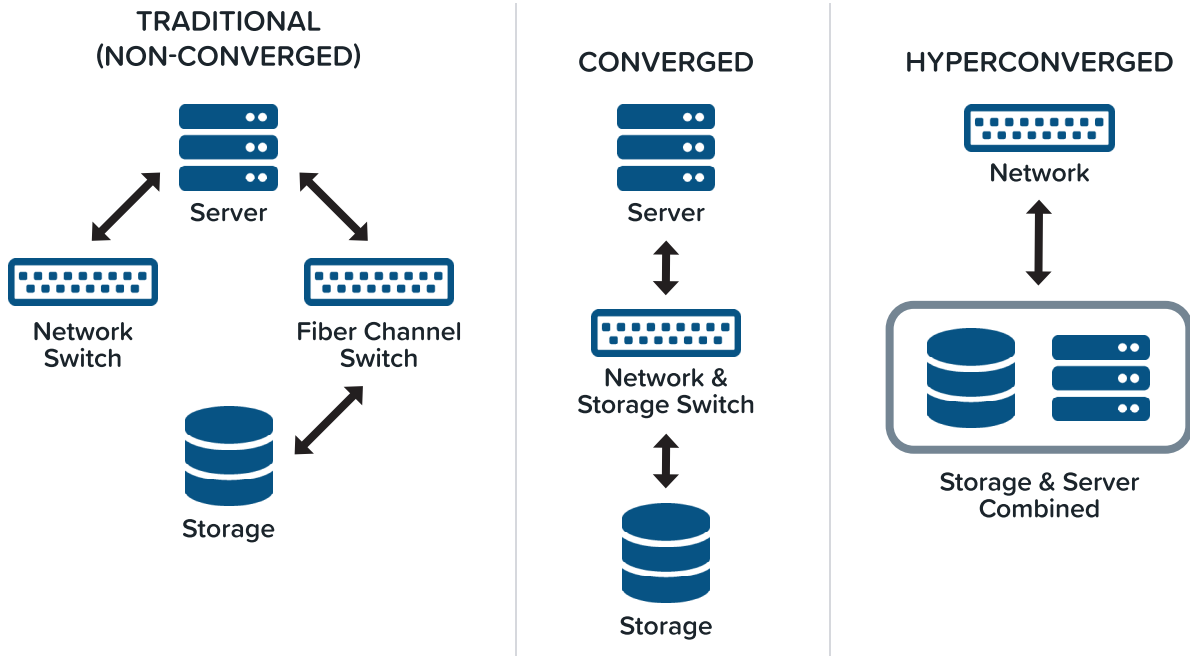 TRADITIONAL
(NON-CONVERGED)
Server
Network
Switch
Fiber Channel
Switch
Storage
CONVERGED
Server
Network &
Storage Switch
Storage
HYPERCONVERGED
Network
Storage & Server
Combined